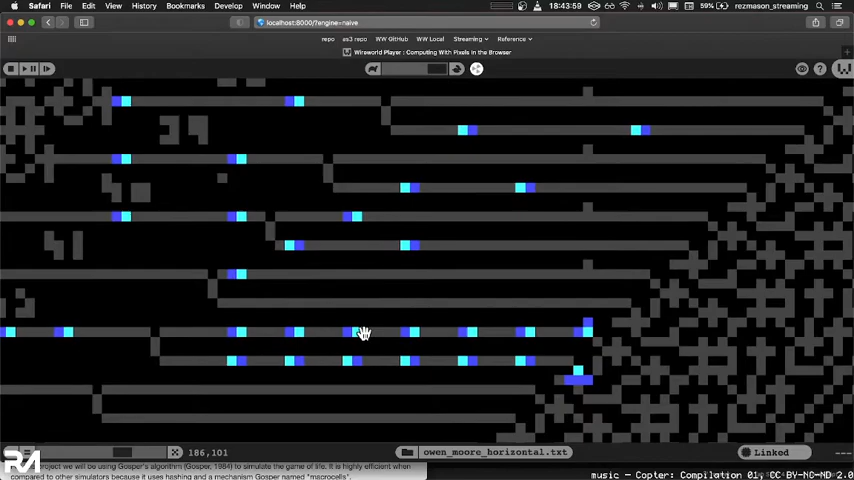 Safari File Edit View History Bookmarks Develop Window Help 59% 18:43:59 rezmason_streaming
localhost:8000/?engine=naive
repo as3 repo WW GitHub WW Local Streaming Reference
Wireworld Player : Computing With Pixels in the Browser
?
186,101 owen_moore_horizontal.txt Linked
project we will be using Gosper's algorithm (Gosper, 1984) to simulate the game of life. It is highly efficient when
compared to other simulators because it uses hashing and a mechanism Gosper named "macrocells".
music - Copter: Compilation 01, CC BY-NC-ND 2.0